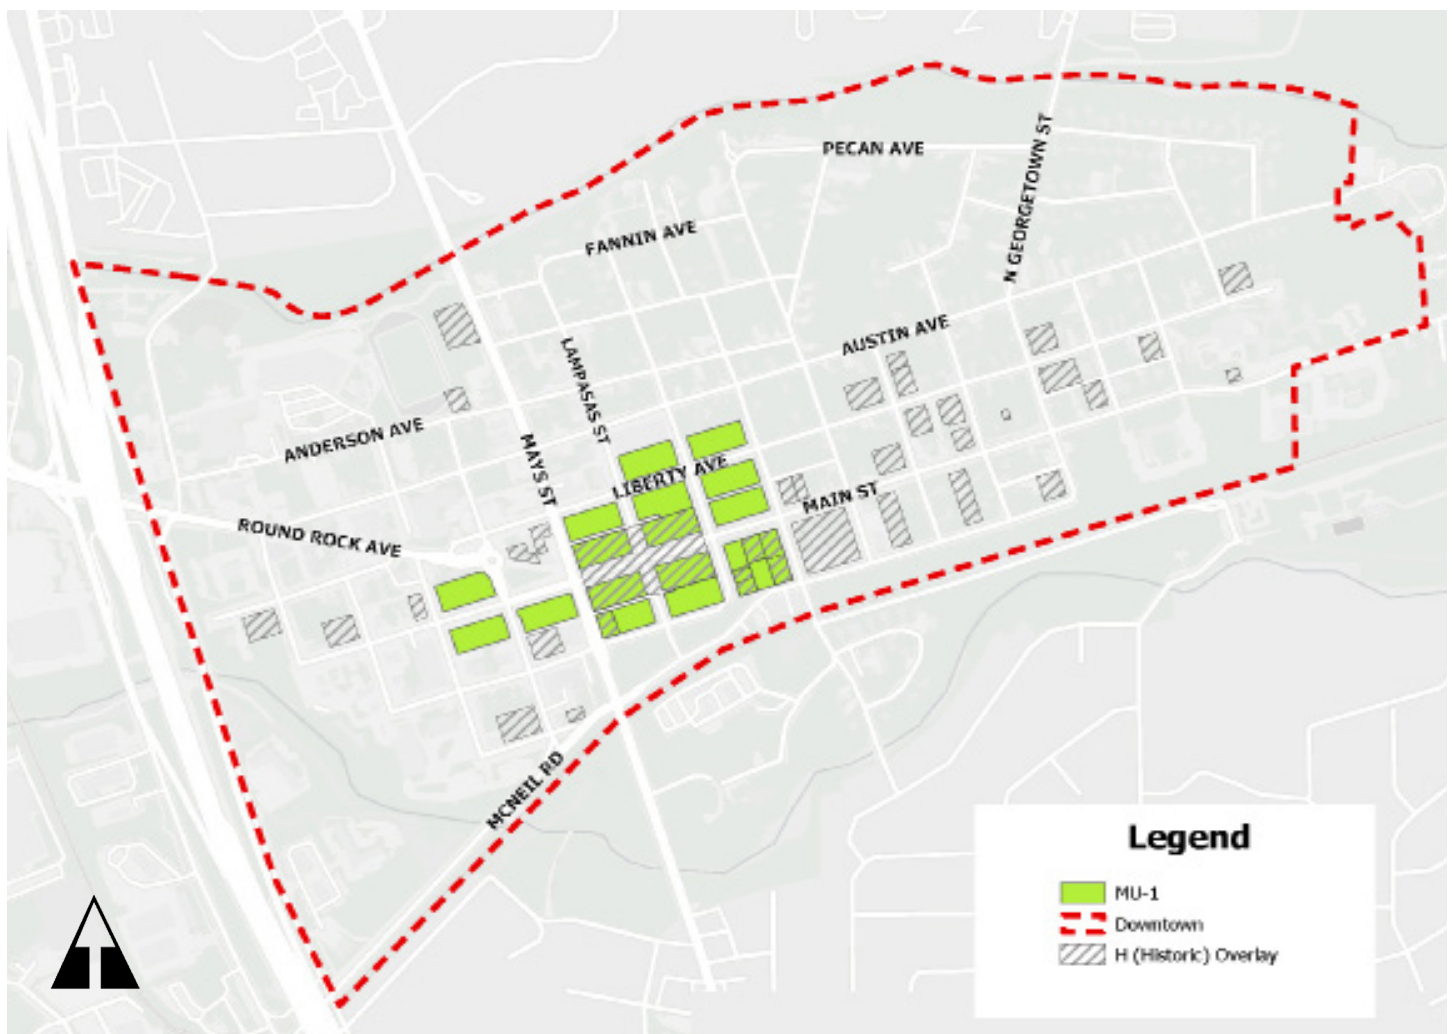 PECAN AVE
N GEORGETOWN ST
FANNIN AVE
AUSTIN AVE
LAMPASAS ST
ANDERSON AVE
MAYS ST
LIBERTY AVE
MAIN ST
ROUND ROCK AVE
MCNEIL RD
Legend
MU-1
Downtown
H (Historic) Overlay